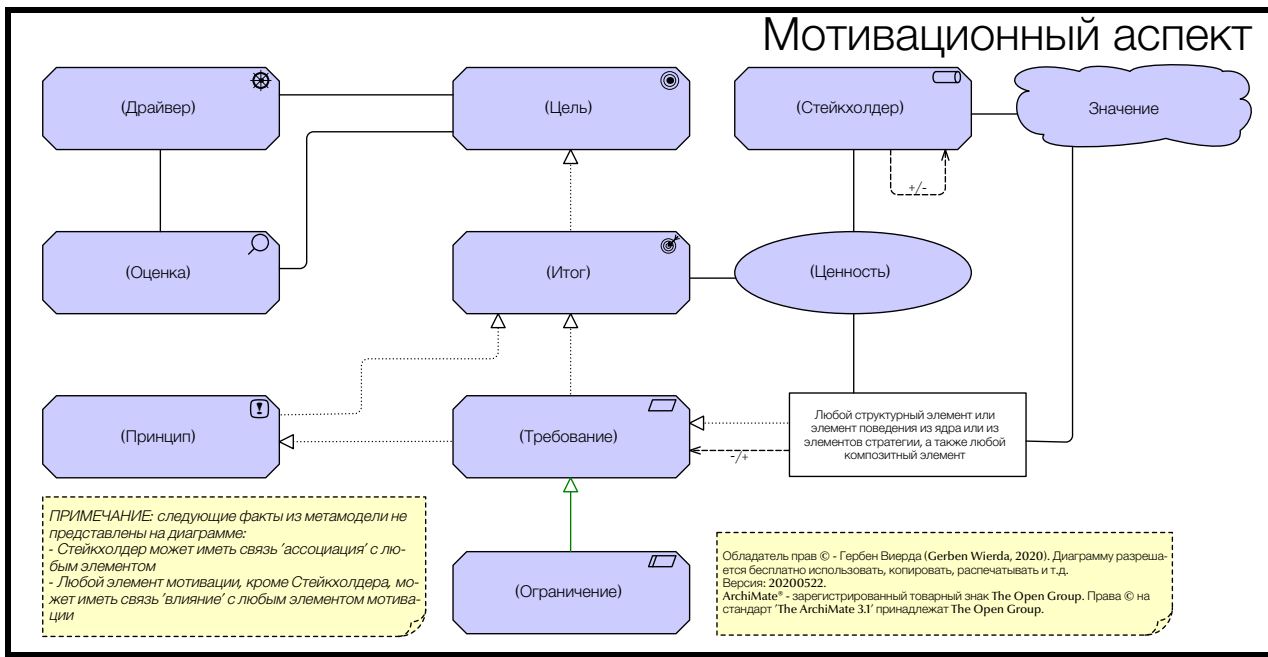 Мотивационный аспект
(Драйвер)
(Цель)
(Стейкхолдер)
Значение
+/-
(Оценка)
(Итог)
(Ценность)
(Принцип)
(Требование)
Любой структурный элемент или
элемент поведения из ядра или из
элементов стратегии, а также любой
композитный элемент
-/+
ПРИМЕЧАНИЕ: следующие факты из метамодели не
представлены на диаграмме:
- Стейкхолдер может иметь связь 'ассоциация' с лю-
бым элементом
- Любой элемент мотивации, кроме Стейкхолдера, мо-
жет иметь связь 'влияние' с любым элементом мотива-
ции
(Ограничение)
Обладатель прав © - Гербен Виерда (Gerben Wierda, 2020). Диаграмму разреша-
ется бесплатно использовать, копировать, распечатывать и т.д.
Версия: 20200522.
ArchiMate® - зарегистрированный товарный знак The Open Group. Права © на
стандарт 'The ArchiMate 3.1' принадлежат The Open Group.